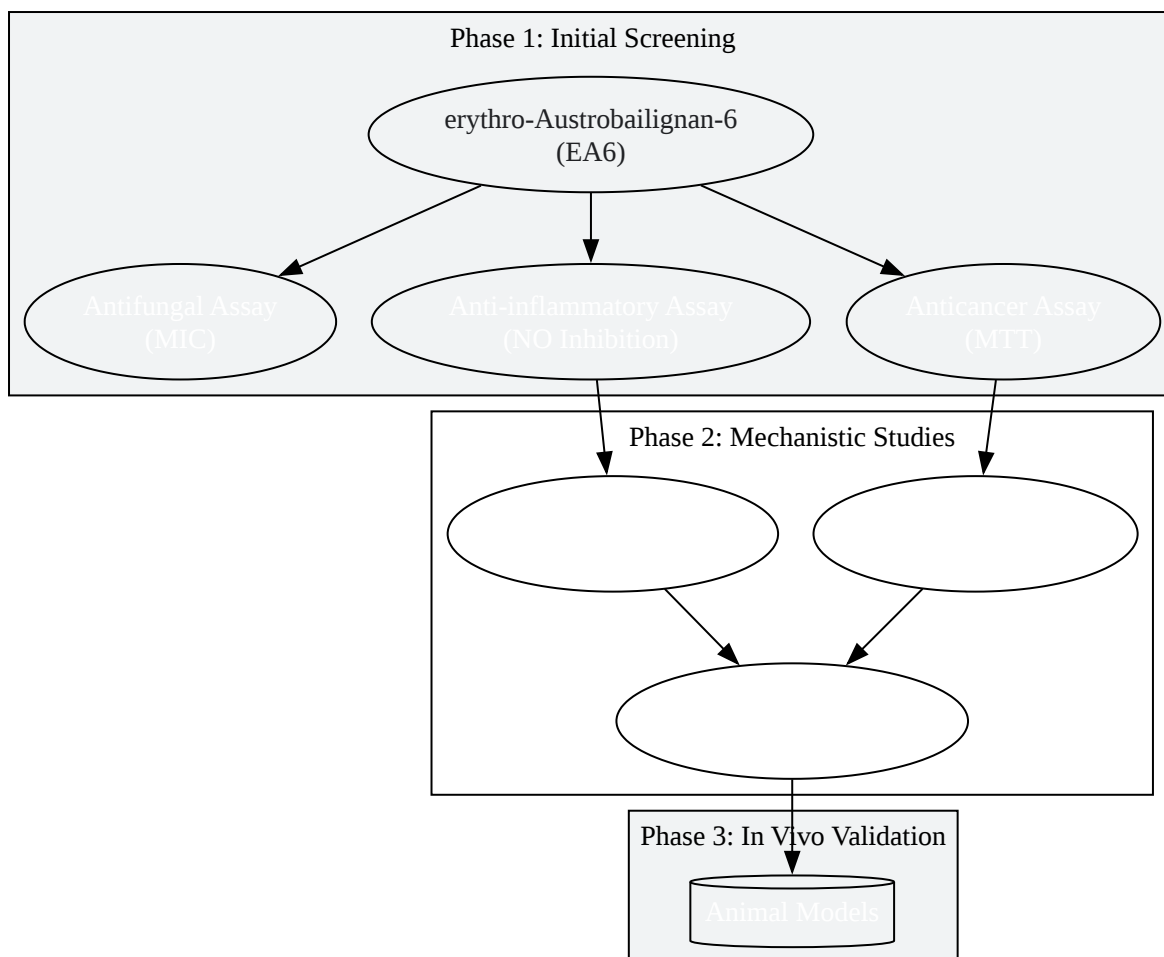 Phase 1: Initial Screening
erythro-Austrobailignan-6
(EA6)
Antifungal Assay
(MIC)
Anti-inflammatory Assay
(NO Inhibition)
Anticancer Assay
(MTT)
Phase 2: Mechanistic Studies
Phase 3: In Vivo Validation
Animal Models